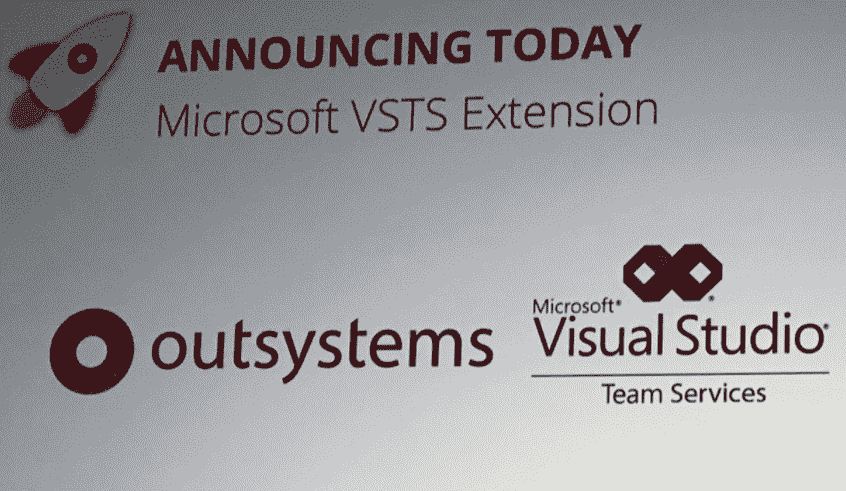 ANNOUNCING TODAY
Microsoft VSTS Extension
outsystems
Microsoft®
Visual Studio®
Team Services